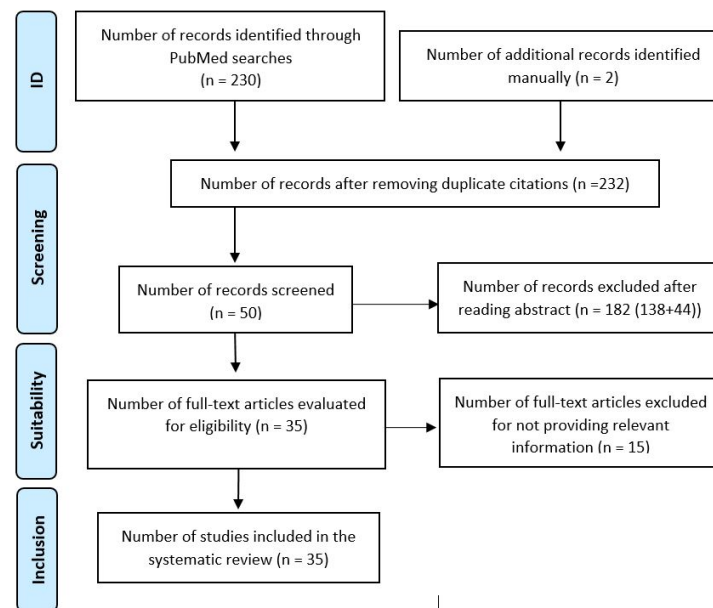 ID
Number of records identified through
PubMed searches
(n = 230)
Number of additional records identified
manually (n = 2)
Screening
Number of records after removing duplicate citations (n =232)
Number of records screened
(n = 50)
Number of records excluded after
reading abstract (n = 182 (138+44))
Suitability
Number of full-text articles evaluated
for eligibility (n = 35)
Number of full-text articles excluded
for not providing relevant
information (n = 15)
Inclusion
Number of studies included in the
systematic review (n = 35)